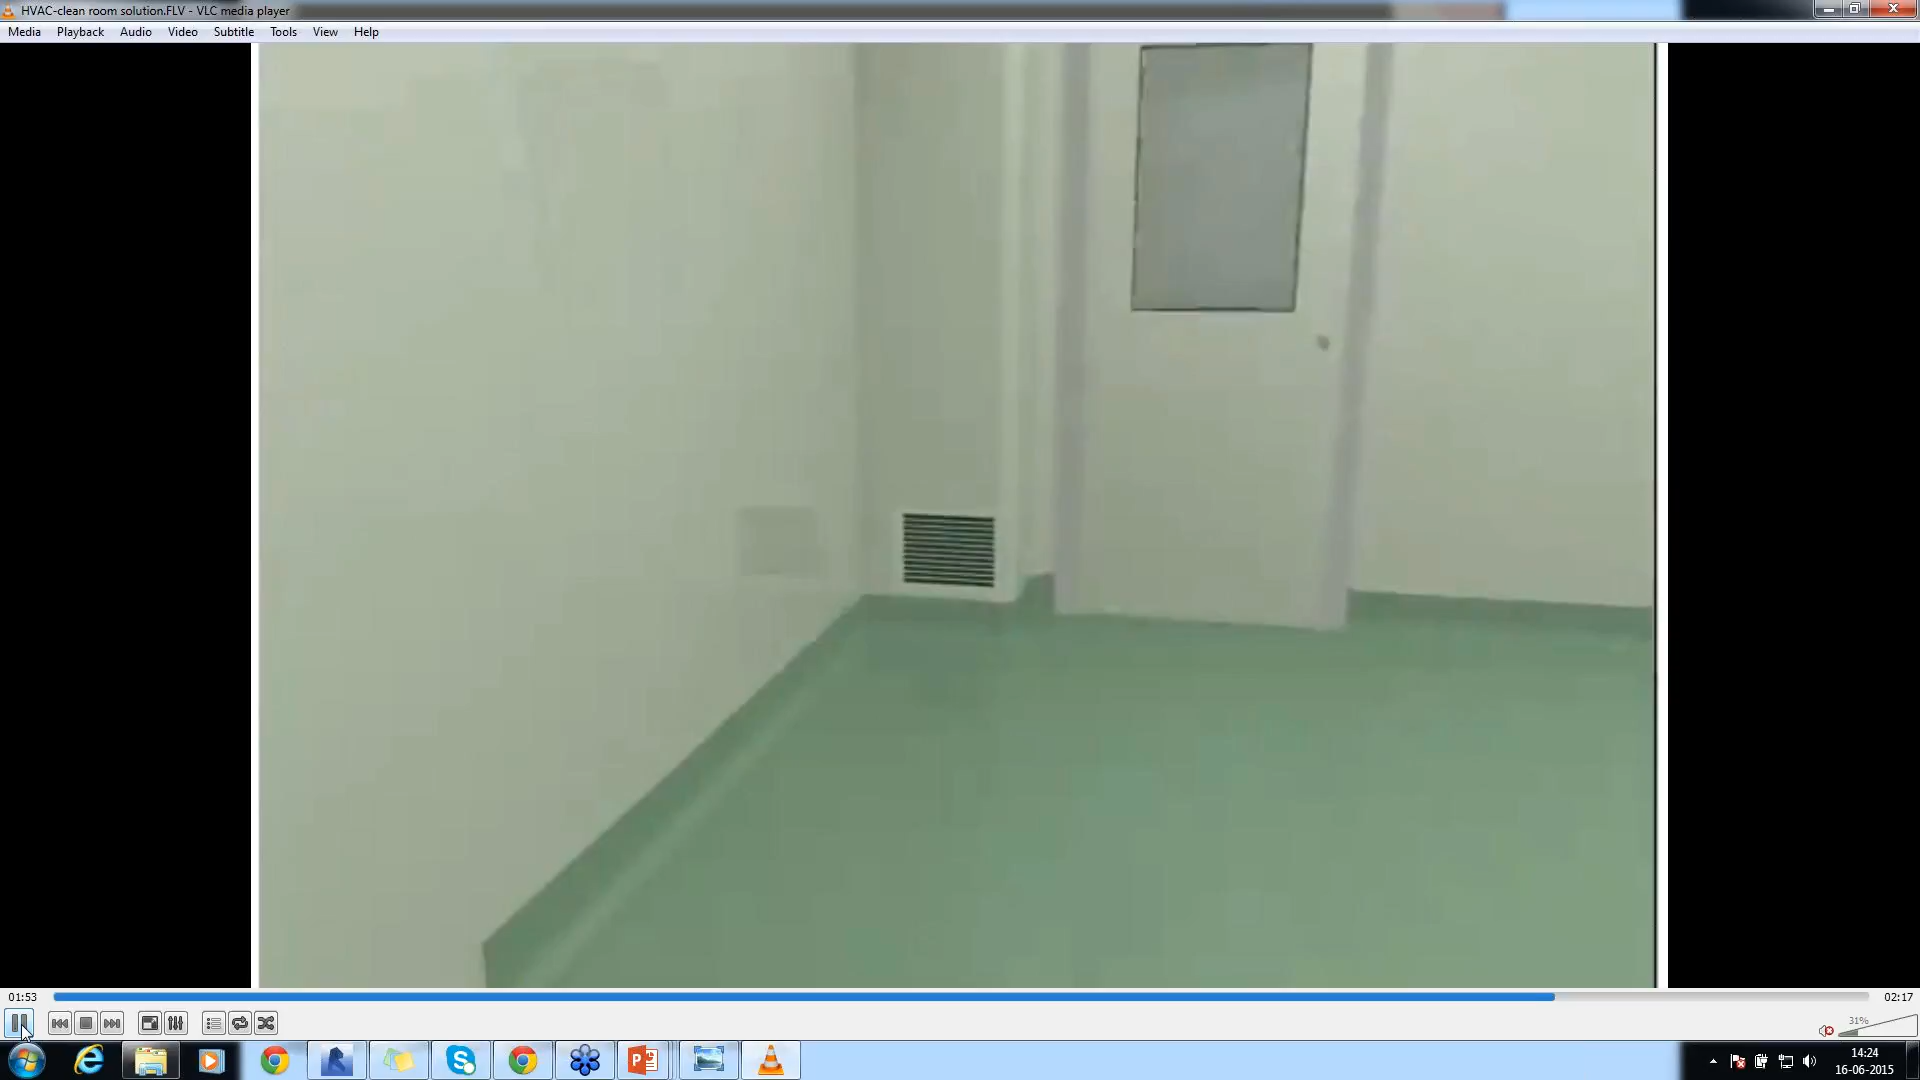 HVAC-clean room solution.FLV - VLC media player
Media Playback Audio Video Subtitle Tools View Help
01:53
02:17
31%
14:24
16-06-2015